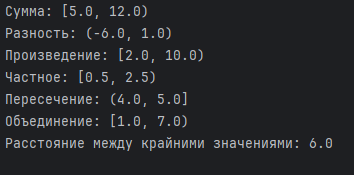 Сумма: [5.0, 12.0)
Разность: (-6.0, 1.0)
Произведение: [2.0, 10.0)
Частное: [0.5, 2.5)
Пересечение: (4.0, 5.0]
Объединение: [1.0, 7.0)
Расстояние между крайними значениями: 6.0